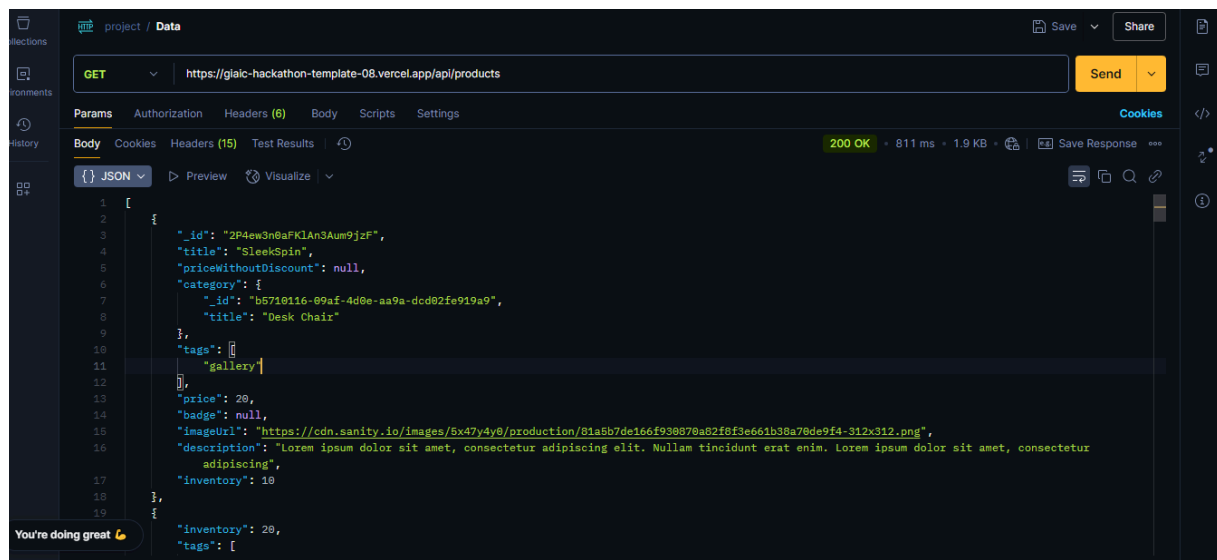 ollections
ironments
History
HTTP project / Data
Save
Share
GET https://giaic-hackathon-template-08.vercel.app/api/products
Send
Params Authorization Headers (6) Body Scripts Settings
Cookies
Body Cookies Headers (15) Test Results
200 OK • 811 ms • 1.9 KB •
e.g. Save Response
{} JSON Preview Visualize
1 [
2 {
3 "_id": "2P4ew3n0aFKlAn3Aum9jzF",
4 "title": "SleekSpin",
5 "priceWithoutDiscount": null,
6 "category": {
7 "_id": "b5710116-09af-4d0e-aa9a-dcd02fe919a9",
8 "title": "Desk Chair"
9 },
10 "tags": [
11 "gallery"
12 ],
13 "price": 20,
14 "badge": null,
15 "imageUrl": "https://cdn.sanity.io/images/5x47y4y0/production/81a5b7de166f930870a82f8f3e661b38a70de9f4-312x312.png",
16 "description": "Lorem ipsum dolor sit amet, consectetur adipiscing elit. Nullam tincidunt erat enim. Lorem ipsum dolor sit amet, consectetur
adipiscing",
17 "inventory": 10
18 },
19 {
"inventory": 20,
"tags": [
You're doing great 💪